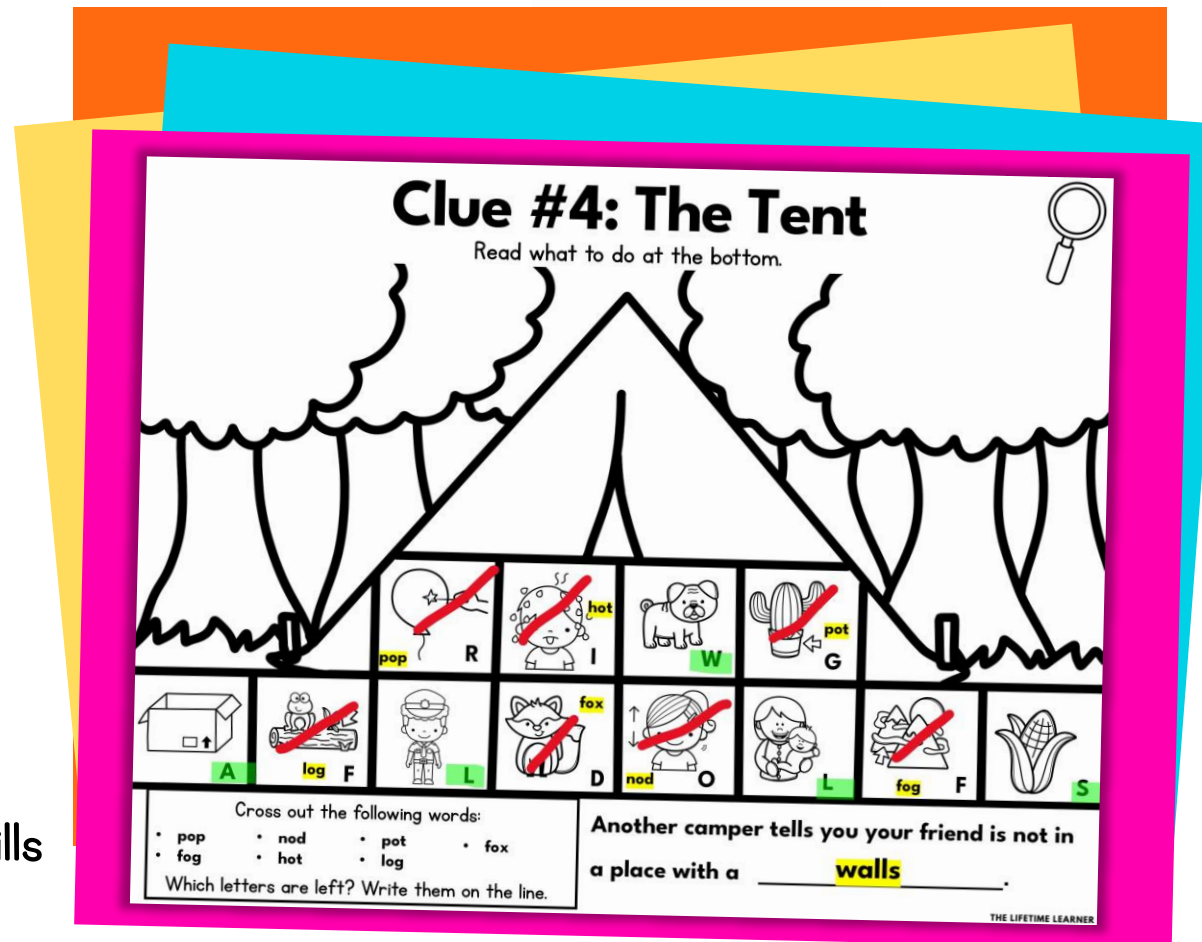 Clue #4: The Tent
Read what to do at the bottom.
hot
pot
pop R I W G
fox
A log F L D nod O L fog F S
Cross out the following words:
• pop • nod • pot • fox
• fog • hot • log
Which letters are left? Write them on the line.
Another camper tells you your friend is not in
a place with a walls.
THE LIFETIME LEARNER